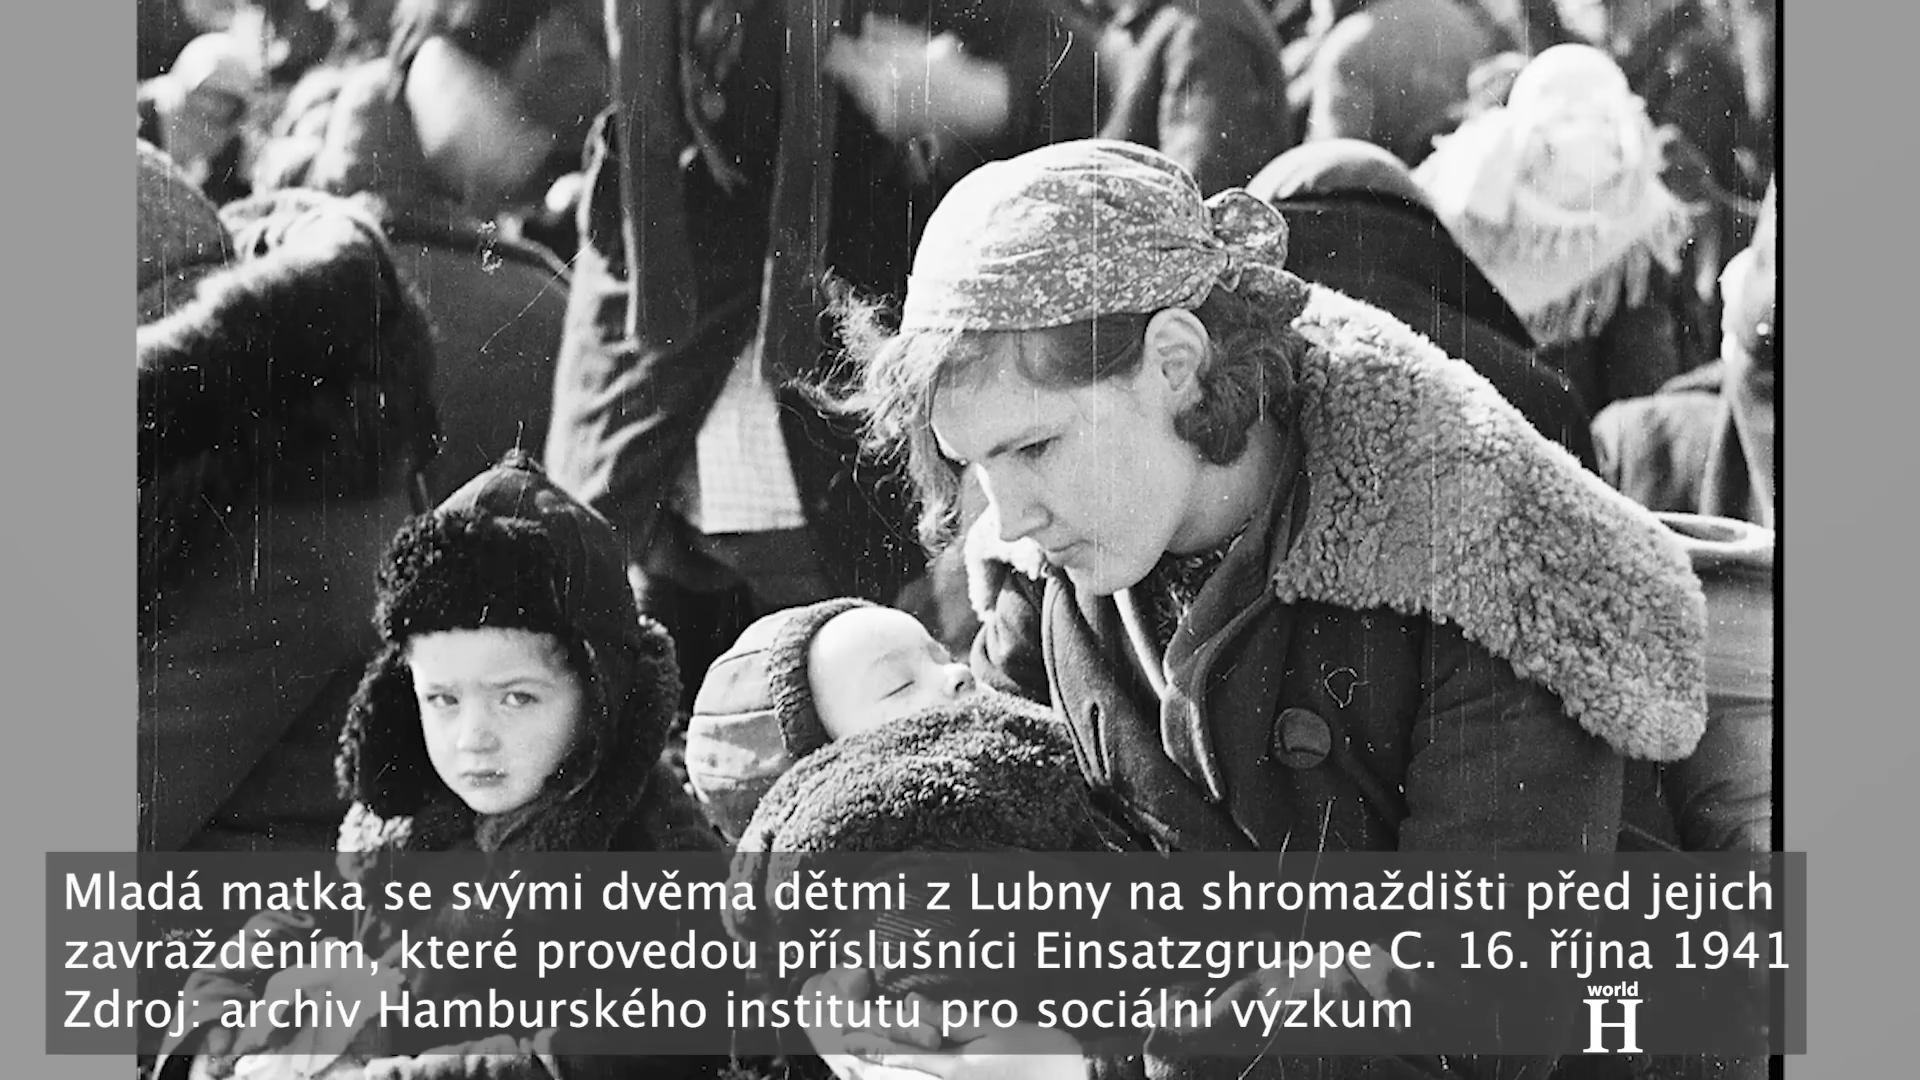 Mladá matka se svými dvěma dětmi z Lubny na shromaždišti před jejich
zavražděním, které provedou příslušníci Einsatzgruppe C. 16. října 1941
Zdroj: archiv Hamburského institutu pro sociální výzkum
world
H